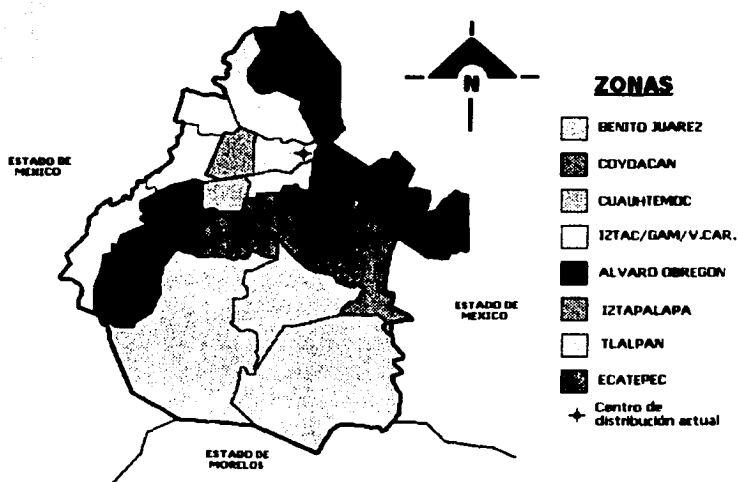 N
ZONAS
BENITO JUAREZ
COYOACAN
CUAUHTEMOC
IZTAC/GAM/V.CAR.
ALVARO OBREGON
IZTAPALAPA
TLALPAN
ECATEPEC
Centro de
distribución actual
ESTADO DE
MEXICO
ESTADO DE
MEXICO
ESTADO DE
MORELOS